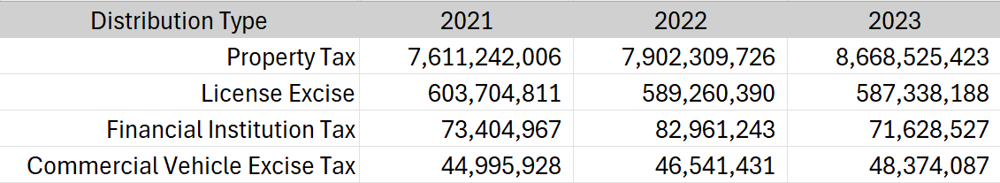 Distribution Type 2021 2022 2023
Property Tax 7,611,242,006 7,902,309,726 8,668,525,423
License Excise 603,704,811 589,260,390 587,338,188
Financial Institution Tax 73,404,967 82,961,243 71,628,527
Commercial Vehicle Excise Tax 44,995,928 46,541,431 48,374,087